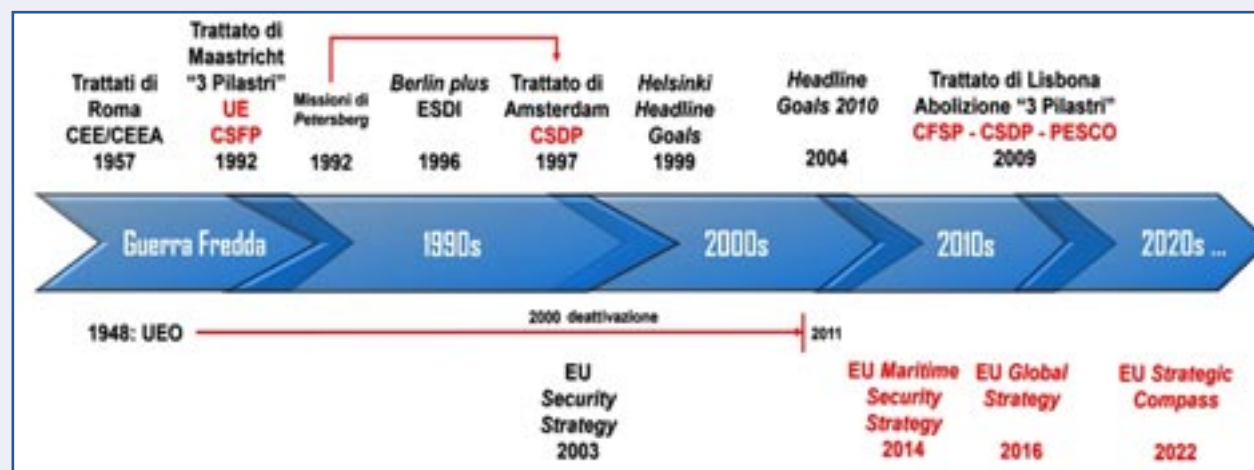 Trattati di
Roma
CEE/CEEA
1957
Trattato di
Maastricht
“3 Pilastri”
UE
CSFP
1992
Missioni di
Petersberg
1992
Berlin plus
ESDI
1996
Trattato di
Amsterdam
CSDP
1997
Helsinki
Headline
Goals
1999
Headline
Goals 2010
2004
Trattato di Lisbona
Abolizione “3 Pilastri”
CFSP - CSDP - PESCO
2009
Guerra Fredda
1990s
2000s
2010s
2020s ...
1948: UEO
2000 deattivazione
2011
EU
Security
Strategy
2003
EU Maritime
Security
Strategy
2014
EU Global
Strategy
2016
EU Strategic
Compass
2022